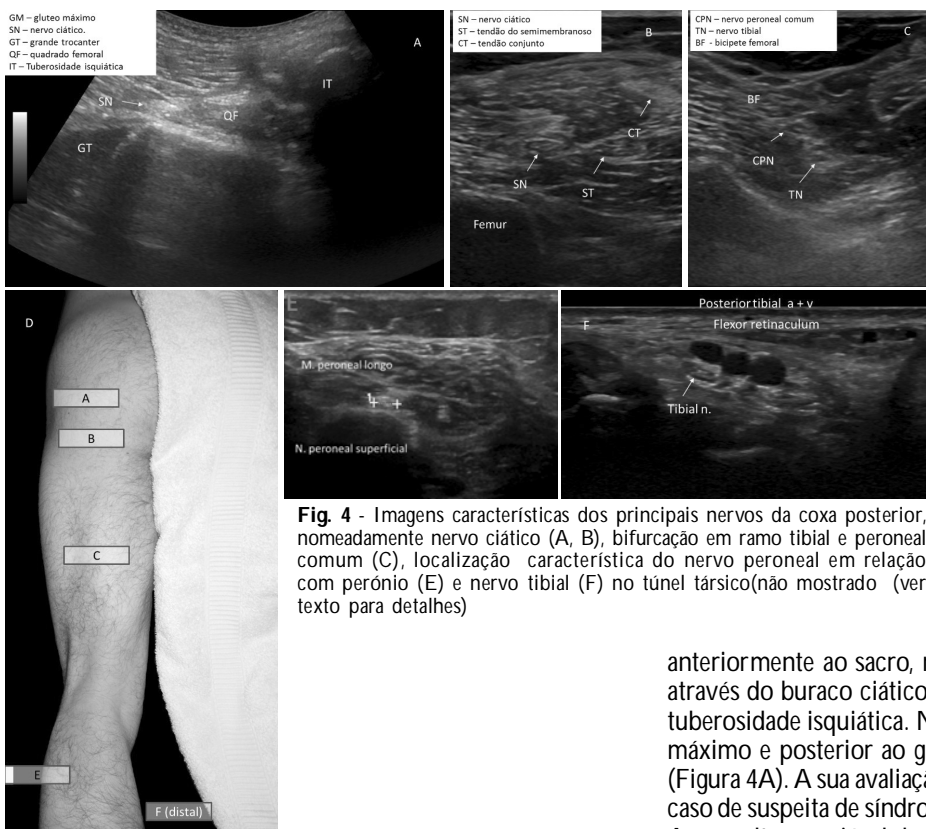 GM – gluteo máximo
SN – nervo ciático.
GT – grande trocanter
QF – quadrado femoral
IT – Tuberosidade isquiática
A
IT
SN
QF
GT
SN – nervo ciático
ST – tendão do semimembranoso
CT – tendão conjunto
B
CT
SN
ST
Femur
CPN – nervo peroneal comum
TN – nervo tibial
BF - bicipete femoral
C
BF
CPN
TN
D
A
B
C
E
F (distal)
E
M. peroneal longo
N. peroneal superficial
Posterior tibial a + v
Flexor retinaculum
F
Tibial n.
Fig. 4 - Imagens características dos principais nervos da coxa posterior,
nomeadamente nervo ciático (A, B), bifurcação em ramo tibial e peroneal
comum (C), localização característica do nervo peroneal em relação
com perónio (E) e nervo tibial (F) no túnel társico(não mostrado (ver
texto para detalhes)
anteriormente ao sacro,
através do buraco ciático
tuberosidade isquiática.
máximo e posterior ao
(Figura 4A). A sua avaliação
caso de suspeita de